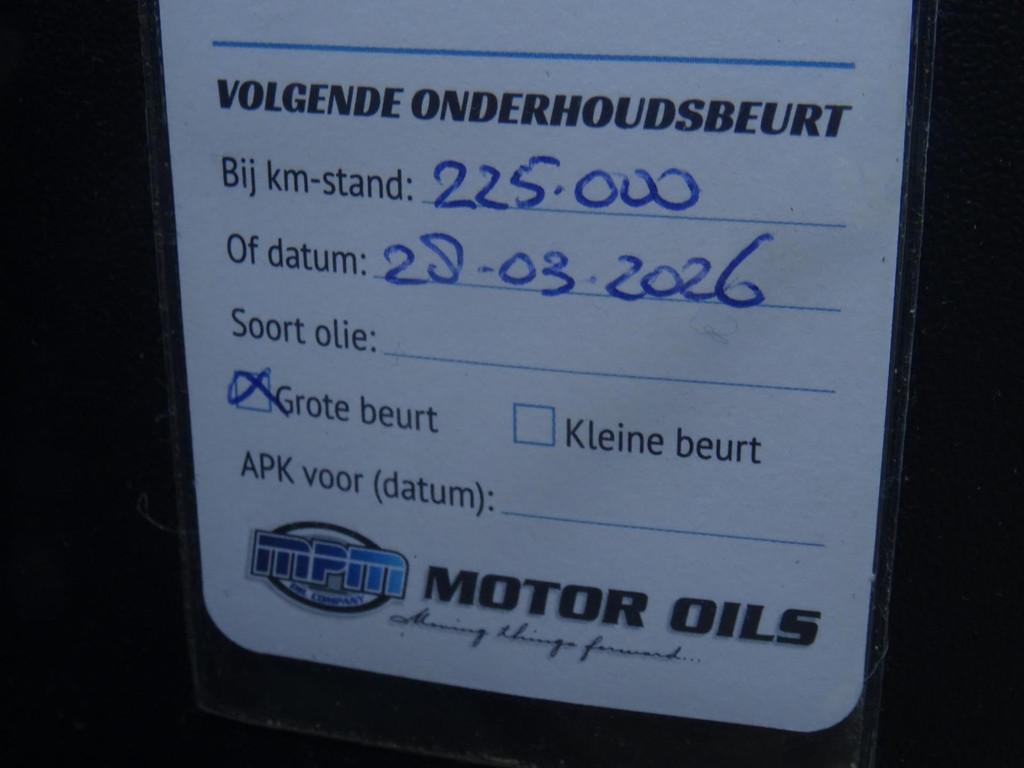 VOLGENDE ONDERHOUDSBEURT
Bij km-stand: 225.000
Of datum: 28-03.2026
Soort olie:
Grote beurt Kleine beurt
APK voor (datum):
MPM
OIL COMPANY
MOTOR OILS
Moving things forward...